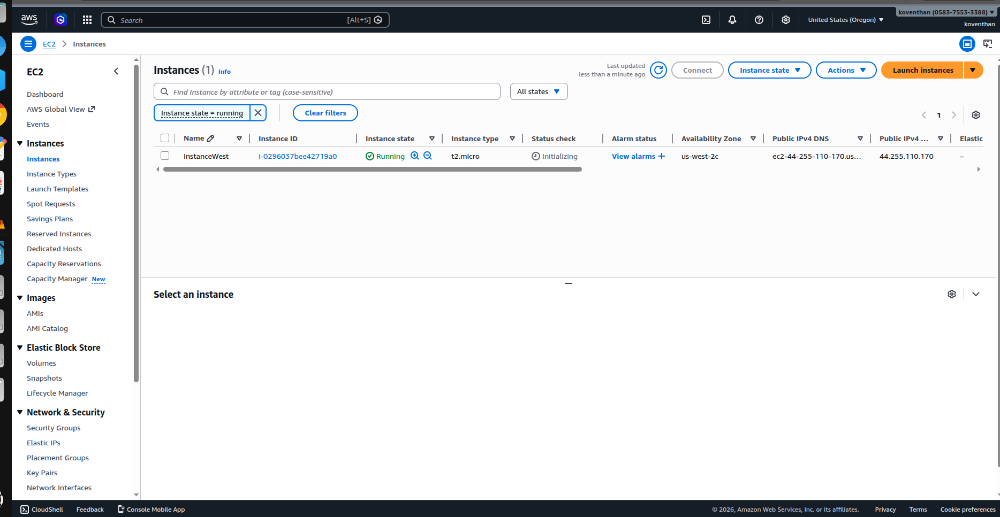 aws
Search [Alt+S]
United States (Oregon)
koventhan (0583-7553-3388)
koventhan
EC2
Instances
EC2
Dashboard
AWS Global View
Events
Instances
Instances
Instance Types
Launch Templates
Spot Requests
Savings Plans
Reserved Instances
Dedicated Hosts
Capacity Reservations
Capacity Manager New
Images
AMIs
AMI Catalog
Elastic Block Store
Volumes
Snapshots
Lifecycle Manager
Network & Security
Security Groups
Elastic IPs
Placement Groups
Key Pairs
Network Interfaces
Instances (1) Info
Last updated
less than a minute ago
Connect
Instance state
Actions
Launch instances
Find Instance by attribute or tag (case-sensitive)
All states
Instance state = running
Clear filters
1
Name Instance ID Instance state Instance type Status check Alarm status Availability Zone Public IPv4 DNS Public IPv4 ... Elastic
InstanceWest i-0296037bee42719a0 Running t2.micro Initializing View alarms + us-west-2c ec2-44-255-110-170.us... 44.255.110.170 –
Select an instance
CloudShell Feedback Console Mobile App © 2026, Amazon Web Services, Inc. or its affiliates. Privacy Terms Cookie preferences